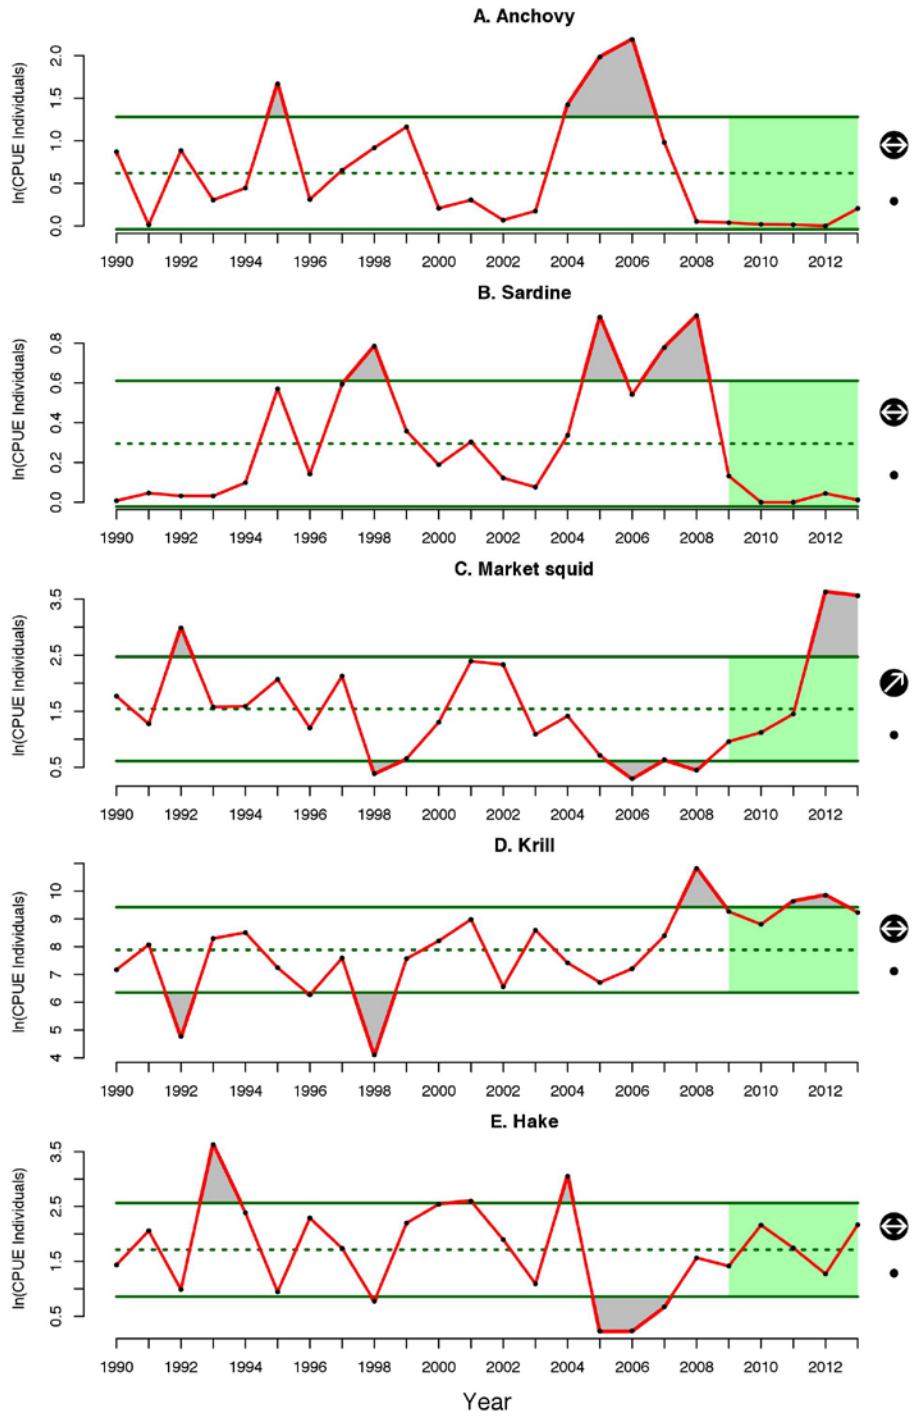 A. Anchovy
ln(CPUE Individuals)
2.0
1.5
1.0
0.5
0.0
1990 1992 1994 1996 1998 2000 2002 2004 2006 2008 2010 2012
B. Sardine
ln(CPUE Individuals)
0.8
0.6
0.4
0.2
0.0
1990 1992 1994 1996 1998 2000 2002 2004 2006 2008 2010 2012
C. Market squid
ln(CPUE Individuals)
3.5
2.5
1.5
0.5
1990 1992 1994 1996 1998 2000 2002 2004 2006 2008 2010 2012
D. Krill
ln(CPUE Individuals)
10
9
8
7
6
5
4
1990 1992 1994 1996 1998 2000 2002 2004 2006 2008 2010 2012
E. Hake
ln(CPUE Individuals)
3.5
2.5
1.5
0.5
1990 1992 1994 1996 1998 2000 2002 2004 2006 2008 2010 2012
Year